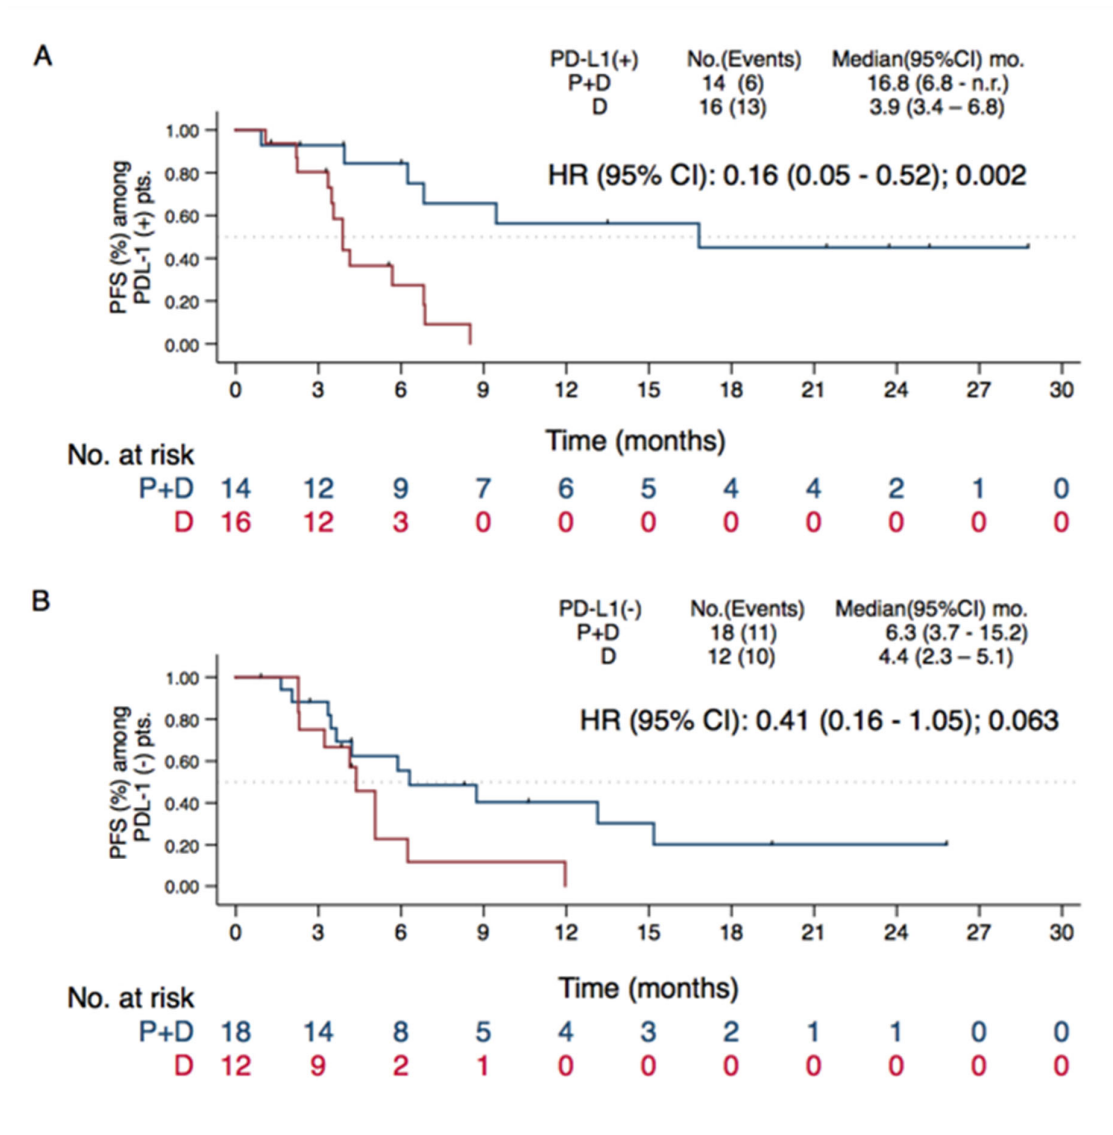 A
PD-L1(+) No.(Events) Median(95%CI) mo.
P+D 14 (6) 16.8 (6.8 - n.r.)
D 16 (13) 3.9 (3.4 – 6.8)
HR (95% CI): 0.16 (0.05 - 0.52); 0.002
PFS (%) among
PDL-1 (+) pts.
1.00
0.80
0.60
0.40
0.20
0.00
0 3 6 9 12 15 18 21 24 27 30
Time (months)
No. at risk
P+D 14 12 9 7 6 5 4 4 2 1 0
D 16 12 3 0 0 0 0 0 0 0 0
B
PD-L1(-) No.(Events) Median(95%CI) mo.
P+D 18 (11) 6.3 (3.7 - 15.2)
D 12 (10) 4.4 (2.3 – 5.1)
HR (95% CI): 0.41 (0.16 - 1.05); 0.063
PFS (%) among
PDL-1 (-) pts.
1.00
0.80
0.60
0.40
0.20
0.00
0 3 6 9 12 15 18 21 24 27 30
Time (months)
No. at risk
P+D 18 14 8 5 4 3 2 1 1 0 0
D 12 9 2 1 0 0 0 0 0 0 0